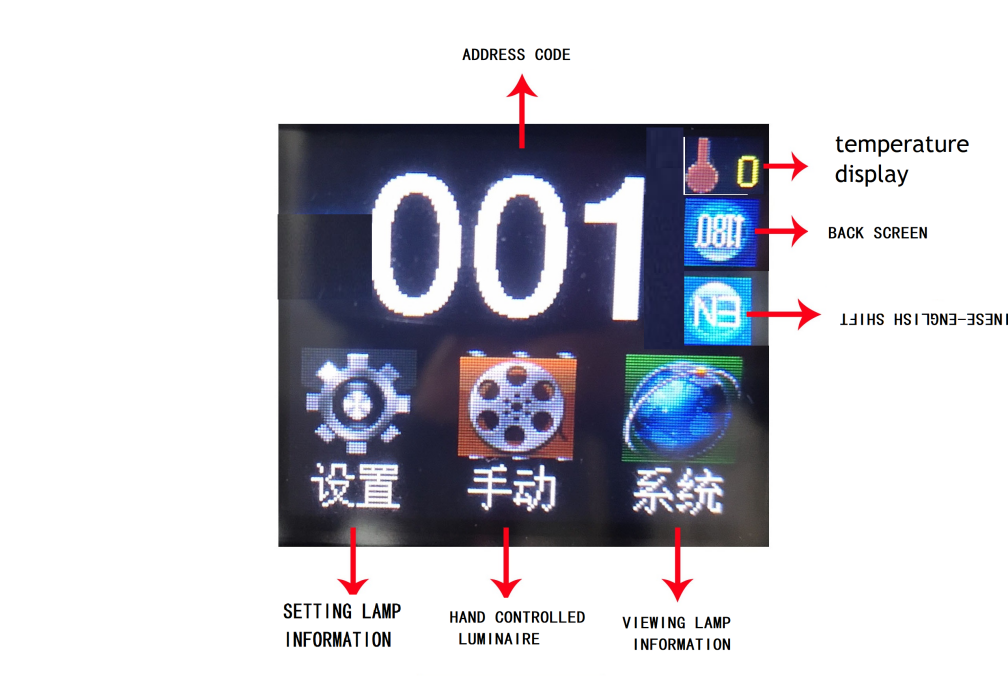 ADDRESS CODE
001
0
temperature
display
180
BACK SCREEN
EN
INESE-ENGLISH SHIFT
设置
手动
系统
SETTING LAMP
INFORMATION
HAND CONTROLLED
LUMINAIRE
VIEWING LAMP
INFORMATION